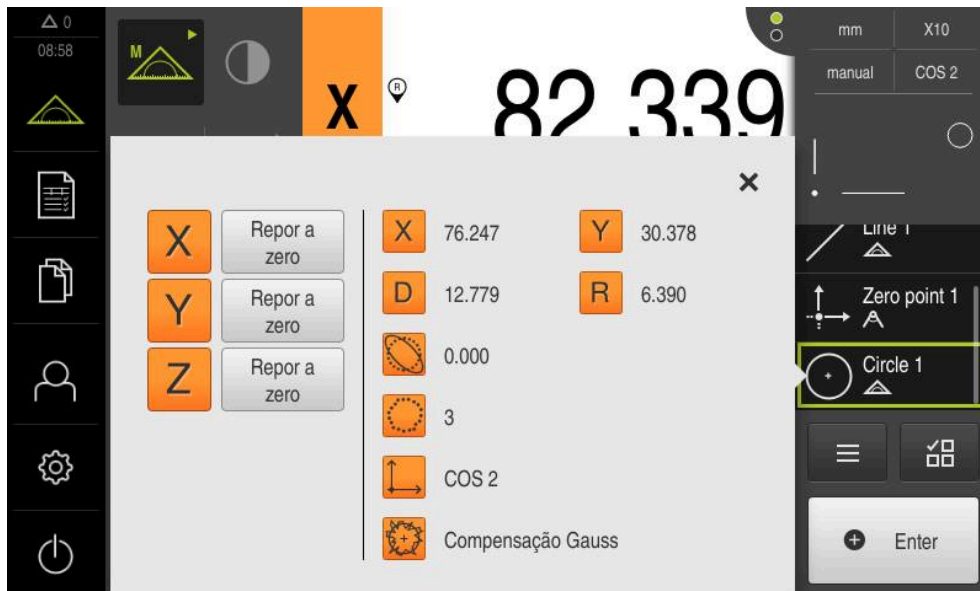 0
08:58
M
X
R
82.339
mm
X10
manual
COS 2
X
Repor a
zero
Y
Repor a
zero
Z
Repor a
zero
X
76.247
Y
30.378
D
12.779
R
6.390
0.000
3
COS 2
Compensação Gauss
Line 1
Zero point 1
Circle 1
Enter